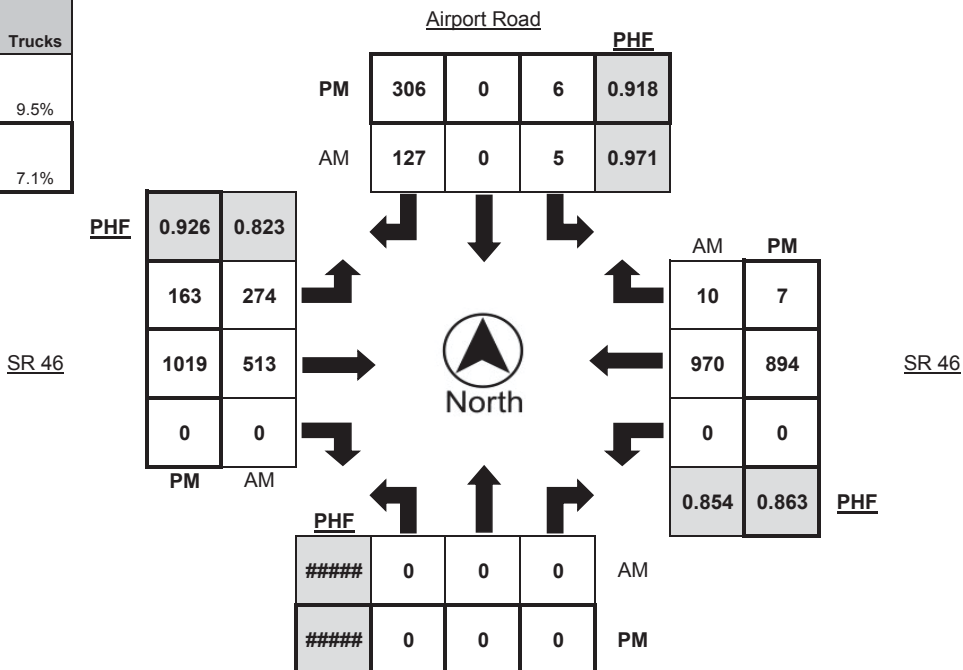 Trucks
9.5%
7.1%
Airport Road
PHF
PM 306 0 6 0.918
AM 127 0 5 0.971
PHF 0.926 0.823
163 274
SR 46 1019 513
0 0
PM AM
North
AM PM
10 7
970 894 SR 46
0 0
0.854 0.863 PHF
PHF
##### 0 0 0 AM
##### 0 0 0 PM